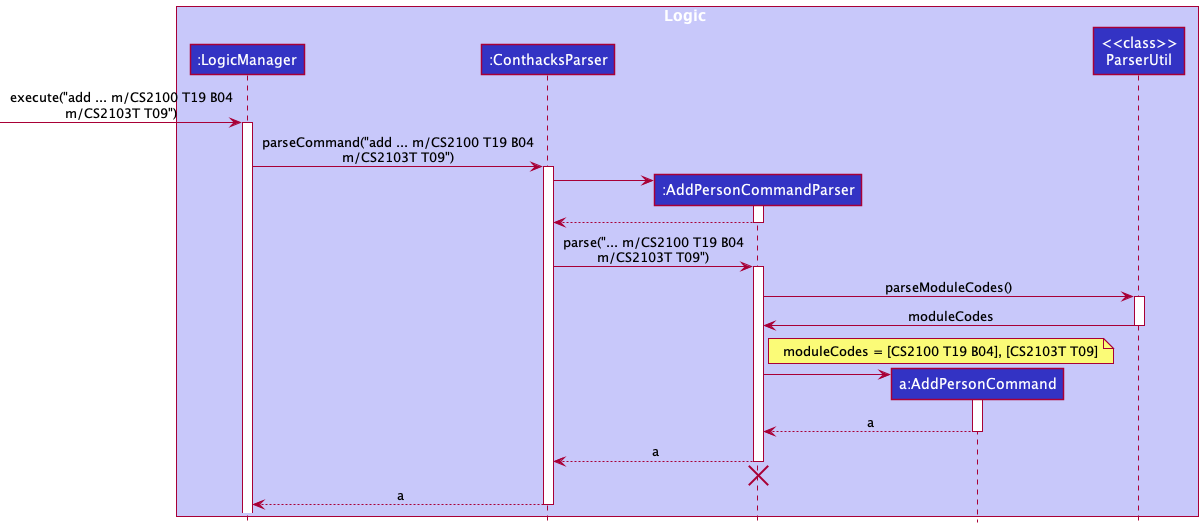 Logic
:LogicManager
:ConthacksParser
<<class>>
ParserUtil
execute("add ... m/CS2100 T19 B04
m/CS2103T T09")
parseCommand("add ... m/CS2100 T19 B04
m/CS2103T T09")
:AddPersonCommandParser
parse("... m/CS2100 T19 B04
m/CS2103T T09")
parseModuleCodes()
moduleCodes
moduleCodes = [CS2100 T19 B04], [CS2103T T09]
a:AddPersonCommand
a
a
a